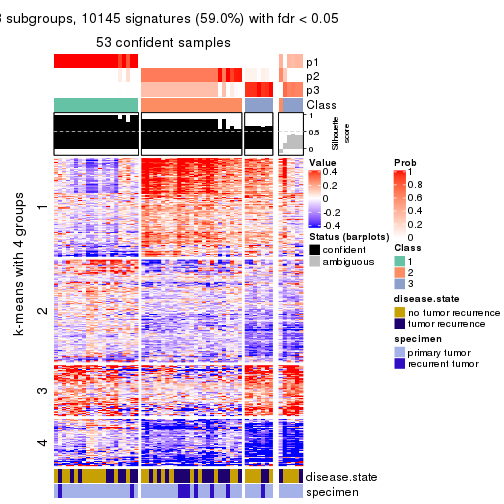 3 subgroups, 10145 signatures (59.0%) with fdr < 0.05
53 confident samples
p1
p2
p3
Class
1
0.5
0
Silhouette score
k-means with 4 groups
1
2
3
4
disease.state
specimen
Value
0.4
0.2
0
-0.2
-0.4
Status (barplots)
confident
ambiguous
Prob
1
0.8
0.6
0.4
0.2
0
Class
1
2
3
disease.state
no tumor recurrence
tumor recurrence
specimen
primary tumor
recurrent tumor